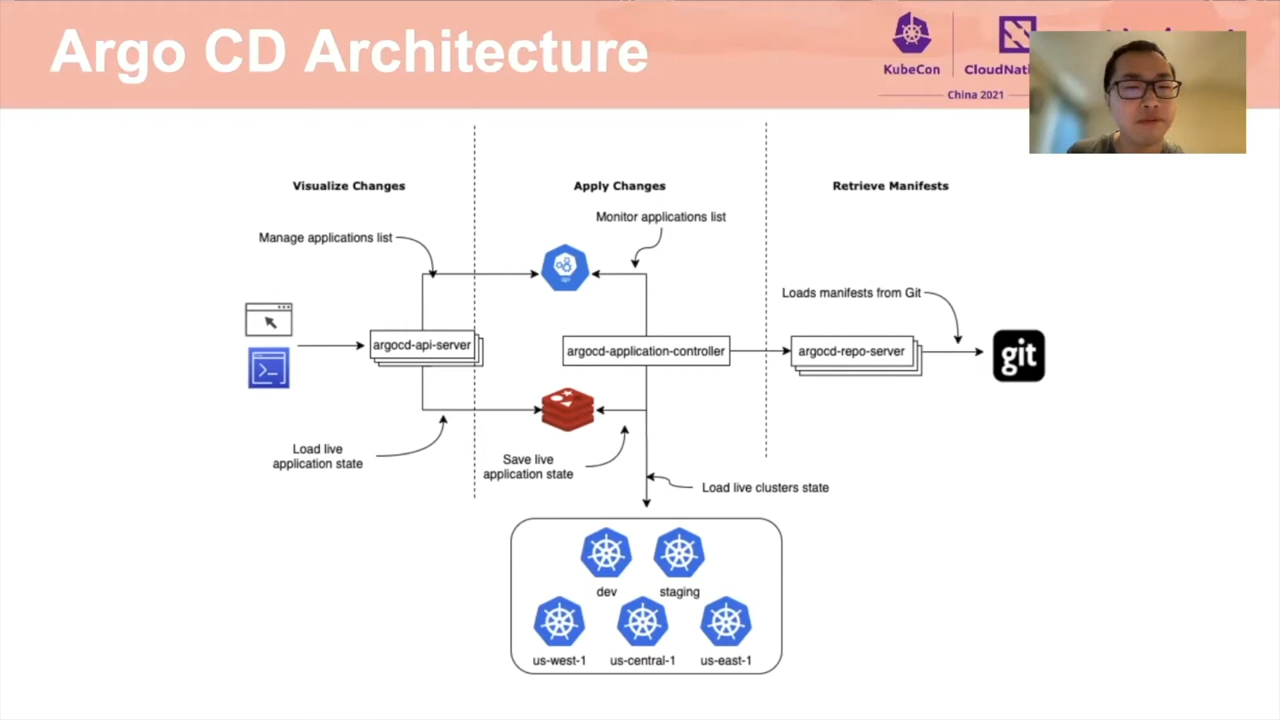 Argo CD Architecture
KubeCon
CloudNati
China 2021
Visualize Changes
Apply Changes
Retrieve Manifests
Manage applications list
Monitor applications list
Loads manifests from Git
api
argocd-api-server
argocd-application-controller
argocd-repo-server
git
Load live
application state
Save live
application state
Load live clusters state
dev
staging
us-west-1
us-central-1
us-east-1